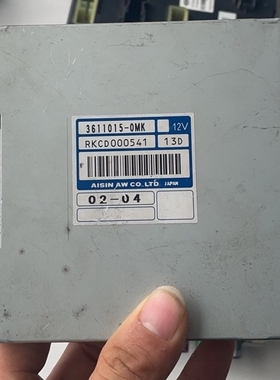 3611015-0MK 12V
RKCD000541 13D
AISIN AW CO.,LTD. JAPAN
02-04